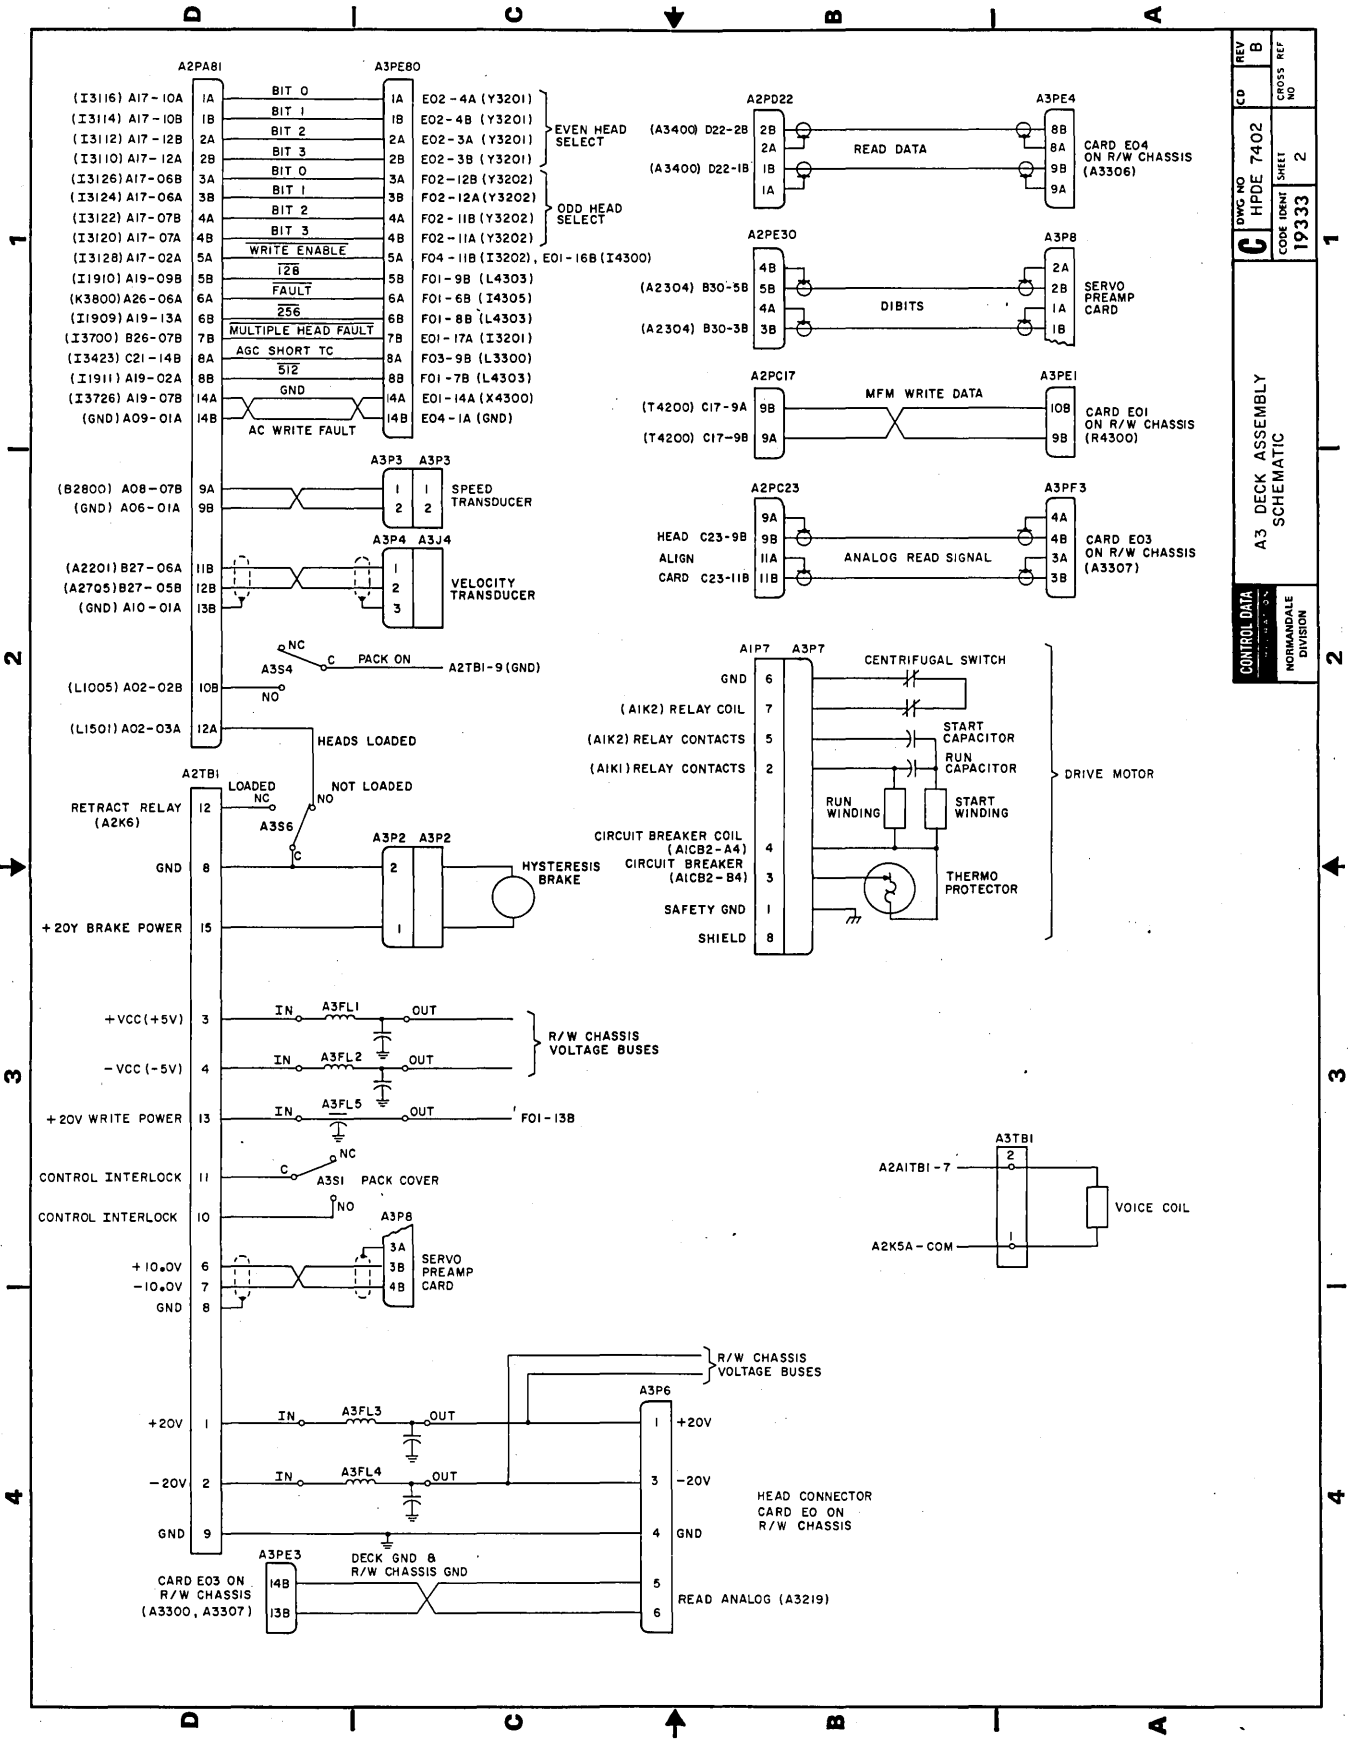 D
C
B
A
A2PA81
A3PE80
(I3116) A17-10A 1A BIT 0 1A E02-4A (Y3201)
(I3114) A17-10B 1B BIT 1 1B E02-4B (Y3201)
(I3112) A17-12B 2A BIT 2 2A E02-3A (Y3201)
(I3110) A17-12A 2B BIT 3 2B E02-3B (Y3201)
EVEN HEAD
SELECT
(I3126) A17-06B 3A BIT 0 3A F02-12B (Y3202)
(I3124) A17-06A 3B BIT 1 3B F02-12A (Y3202)
(I3122) A17-07B 4A BIT 2 4A F02-11B (Y3202)
(I3120) A17-07A 4B BIT 3 4B F02-11A (Y3202)
ODD HEAD
SELECT
(I3128) A17-02A 5A WRITE ENABLE 5A F04-11B (I3202), E01-16B (I4300)
(I1910) A19-09B 5B 128 5B F01-9B (L4303)
(K3800) A26-06A 6A FAULT 6A F01-6B (I4305)
(I1909) A19-13A 6B 256 6B F01-8B (L4303)
(I3700) B26-07B 7B MULTIPLE HEAD FAULT 7B E01-17A (I3201)
(I3423) C21-14B 8A AGC SHORT TC 8A F03-9B (L3300)
(I1911) A19-02A 8B 512 8B F01-7B (L4303)
(I3726) A19-07B 14A GND 14A E01-14A (X4300)
(GND) A09-01A 14B AC WRITE FAULT 14B E04-1A (GND)
A3P3 A3P3
(B2800) A08-07B 9A 1 1
(GND) A06-01A 9B 2 2
SPEED
TRANSDUCER
A3P4 A3J4
(A2201) B27-06A 11B 1
(A2705) B27-05B 12B 2
(GND) A10-01A 13B 3
VELOCITY
TRANSDUCER
NC
A3S4
C
PACK ON
A2TB1-9 (GND)
(L1005) A02-02B 10B
NO
(L1501) A02-03A 12A
HEADS LOADED
A2TB1
LOADED
NC
NOT LOADED
NO
RETRACT RELAY 12
(A2K6)
A3S6
C
A3P2 A3P2
GND 8 2
HYSTERESIS
BRAKE
+20Y BRAKE POWER 15 1
+VCC (+5V) 3 IN A3FL1 OUT
-VCC (-5V) 4 IN A3FL2 OUT
R/W CHASSIS
VOLTAGE BUSES
+20V WRITE POWER 13 IN A3FL5 OUT F01-13B
CONTROL INTERLOCK 11 C NC
A3S1 PACK COVER
CONTROL INTERLOCK 10 NO
A3P8
3A
+10.0V 6 3B
-10.0V 7 4B
GND 8
SERVO
PREAMP
CARD
R/W CHASSIS
VOLTAGE BUSES
A3P6
+20V 1 IN A3FL3 OUT 1 +20V
-20V 2 IN A3FL4 OUT 3 -20V
GND 9 4 GND
HEAD CONNECTOR
CARD EO ON
R/W CHASSIS
A3PE3
DECK GND &
R/W CHASSIS GND
CARD E03 ON
R/W CHASSIS
(A3300, A3307)
14B 5
13B 6
READ ANALOG (A3219)
A2PD22
A3PE4
(A3400) D22-2B 2B 8B
2A READ DATA 8A
(A3400) D22-1B 1B 9B
1A 9A
CARD E04
ON R/W CHASSIS
(A3306)
A2PE30
A3P8
4B 2A
(A2304) B30-5B 5B 2B
4A DIBITS 1A
(A2304) B30-3B 3B 1B
SERVO
PREAMP
CARD
A2PC17
A3PE1
MFM WRITE DATA
(T4200) C17-9A 9B 10B
(T4200) C17-9B 9A 9B
CARD E01
ON R/W CHASSIS
(R4300)
A2PC23
A3PF3
9A 4A
HEAD C23-9B 9B 4B
ALIGN 11A ANALOG READ SIGNAL 3A
CARD C23-11B 11B 3B
CARD E03
ON R/W CHASSIS
(A3307)
A1P7 A3P7
CENTRIFUGAL SWITCH
GND 6
(A1K2) RELAY COIL 7
(A1K2) RELAY CONTACTS 5
START
CAPACITOR
(A1K1) RELAY CONTACTS 2
RUN
CAPACITOR
DRIVE MOTOR
RUN
WINDING
START
WINDING
CIRCUIT BREAKER COIL
(A1CB2-A4) 4
CIRCUIT BREAKER
(A1CB2-B4) 3
THERMO
PROTECTOR
SAFETY GND 1
SHIELD 8
A3TB1
A2A1TB1-7 2
VOICE COIL
A2K5A-COM 1
C
DWG NO
HPDE 7402
CD
REV
B
CODE IDENT
19333
SHEET
2
CROSS REF
NO
A3 DECK ASSEMBLY
SCHEMATIC
CONTROL DATA
NORMANDALE
DIVISION
1
2
3
4
1
2
3
4
D
C
B
A